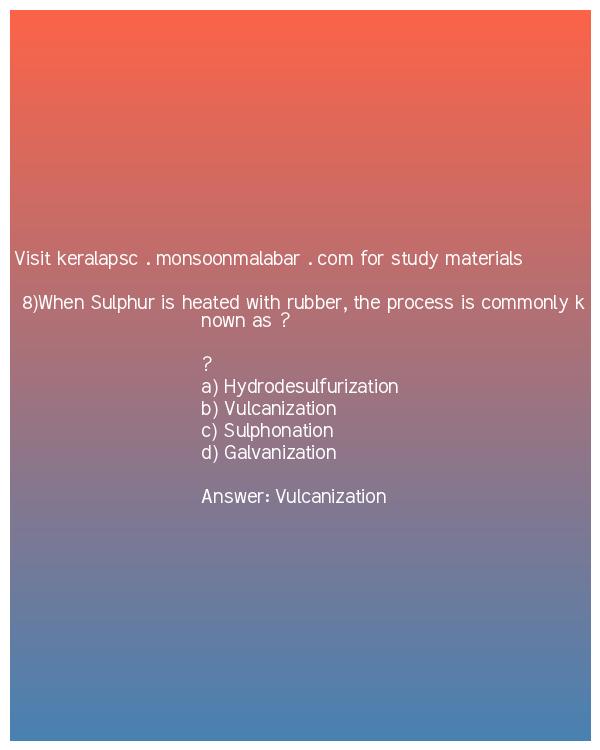 Visit keralapsc . monsoonmalabar . com for study materials
8)When Sulphur is heated with rubber, the process is commonly k
nown as ?
?
a) Hydrodesulfurization
b) Vulcanization
c) Sulphonation
d) Galvanization
Answer: Vulcanization